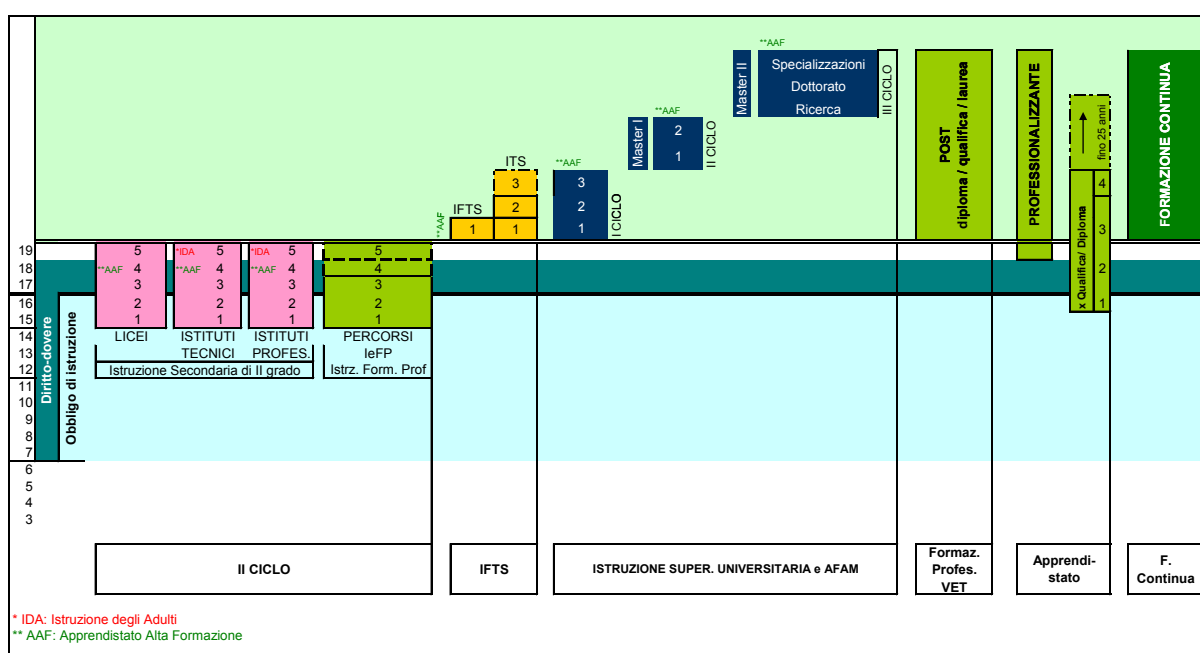 **AAF
Master II
Specializzazioni
Dottorato
Ricerca
III CICLO
**AAF
Master I
2
1
II CICLO
**AAF
3
2
1
I CICLO
ITS
3
2
1
IFTS
1
**AAF
POST
diploma / qualifica / laurea
PROFESSIONALIZZANTE
fino 25 anni
x Qualifica/ Diploma
4
3
2
1
FORMAZIONE CONTINUA
19
18
17
16
15
14
13
12
11
10
9
8
7
6
5
4
3
Diritto-dovere
Obbligo di istruzione
5
**AAF 4
3
2
1
LICEI
*IDA 5
**AAF 4
3
2
1
ISTITUTI
TECNICI
*IDA 5
**AAF 4
3
2
1
ISTITUTI
PROFES.
Istruzione Secondaria di II grado
5
4
3
2
1
PERCORSI
IeFP
Istrz. Form. Prof
II CICLO
IFTS
ISTRUZIONE SUPER. UNIVERSITARIA e AFAM
Formaz.
Profes.
VET
Apprendi-
stato
F.
Continua
* IDA: Istruzione degli Adulti
** AAF: Apprendistato Alta Formazione